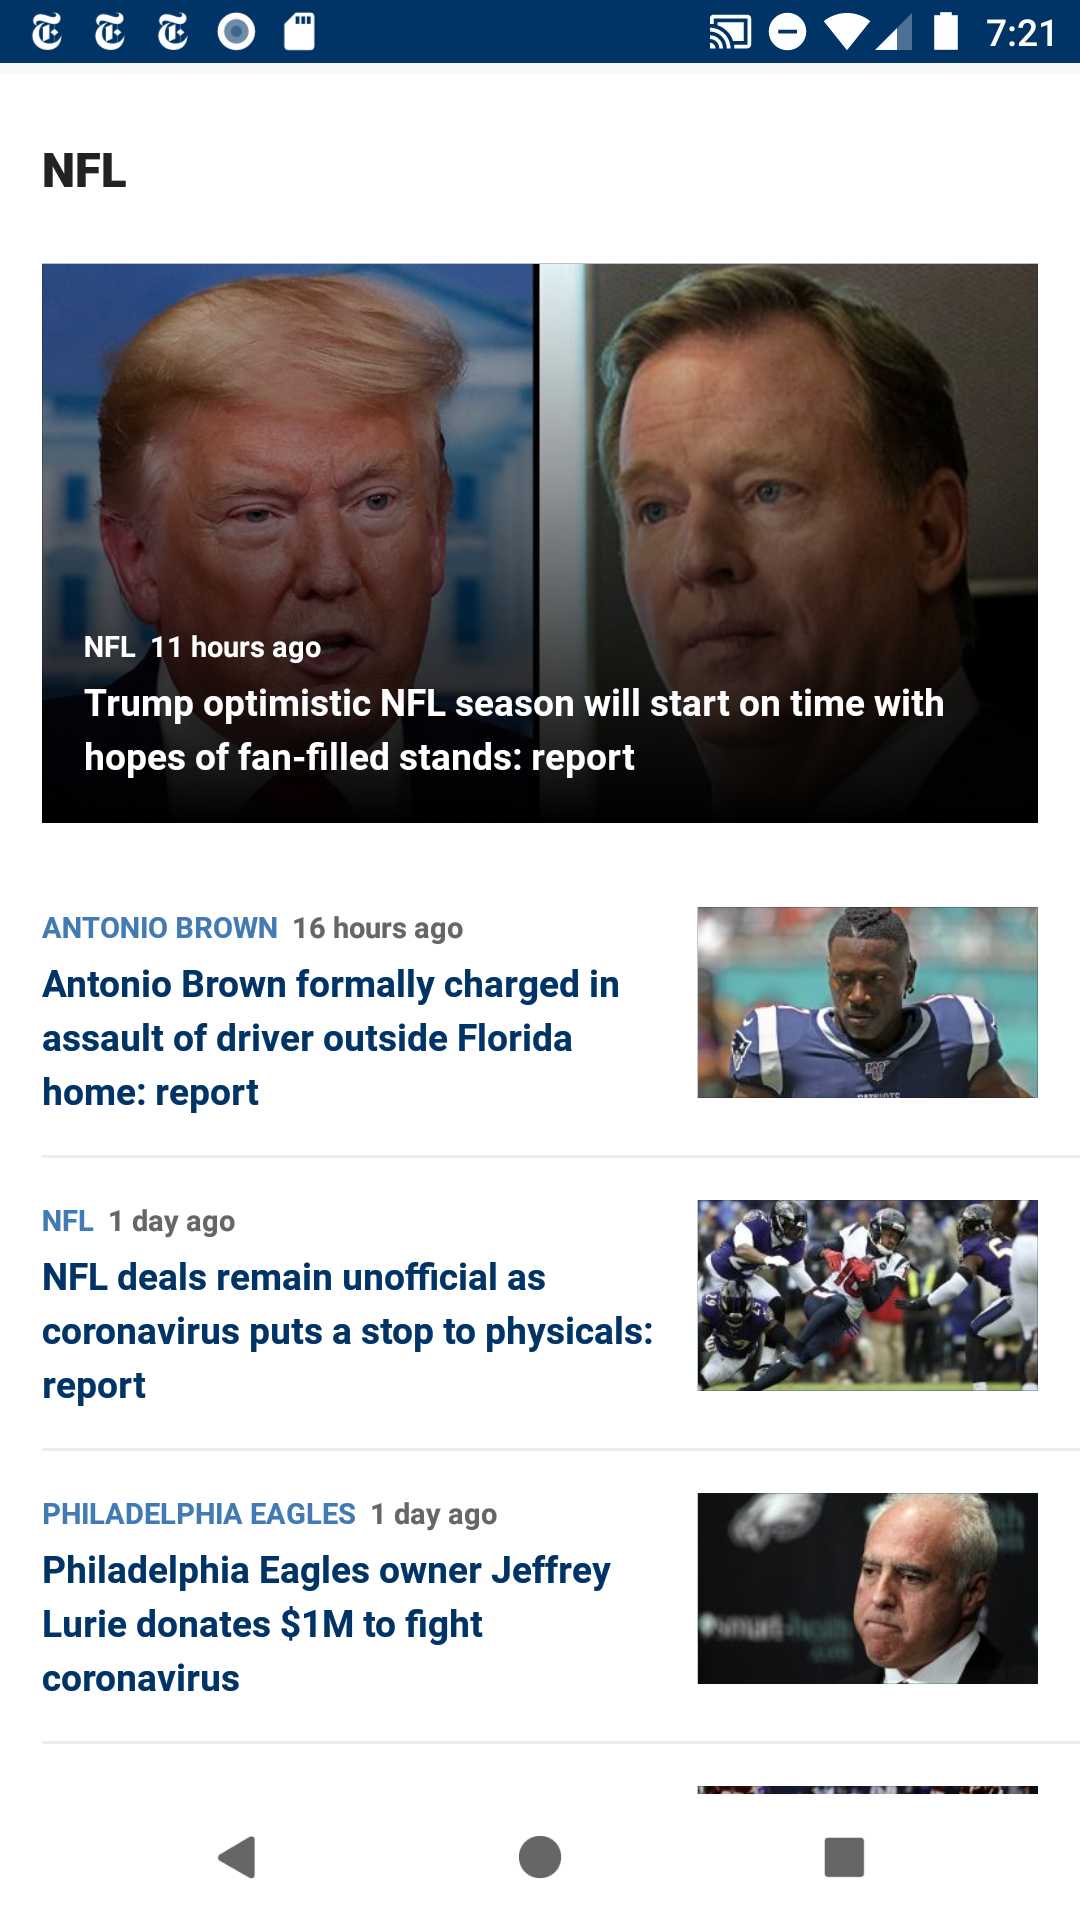 7:21
NFL
NFL 11 hours ago
Trump optimistic NFL season will start on time with
hopes of fan-filled stands: report
ANTONIO BROWN 16 hours ago
Antonio Brown formally charged in
assault of driver outside Florida
home: report
NFL 1 day ago
NFL deals remain unofficial as
coronavirus puts a stop to physicals:
report
PHILADELPHIA EAGLES 1 day ago
Philadelphia Eagles owner Jeffrey
Lurie donates $1M to fight
coronavirus